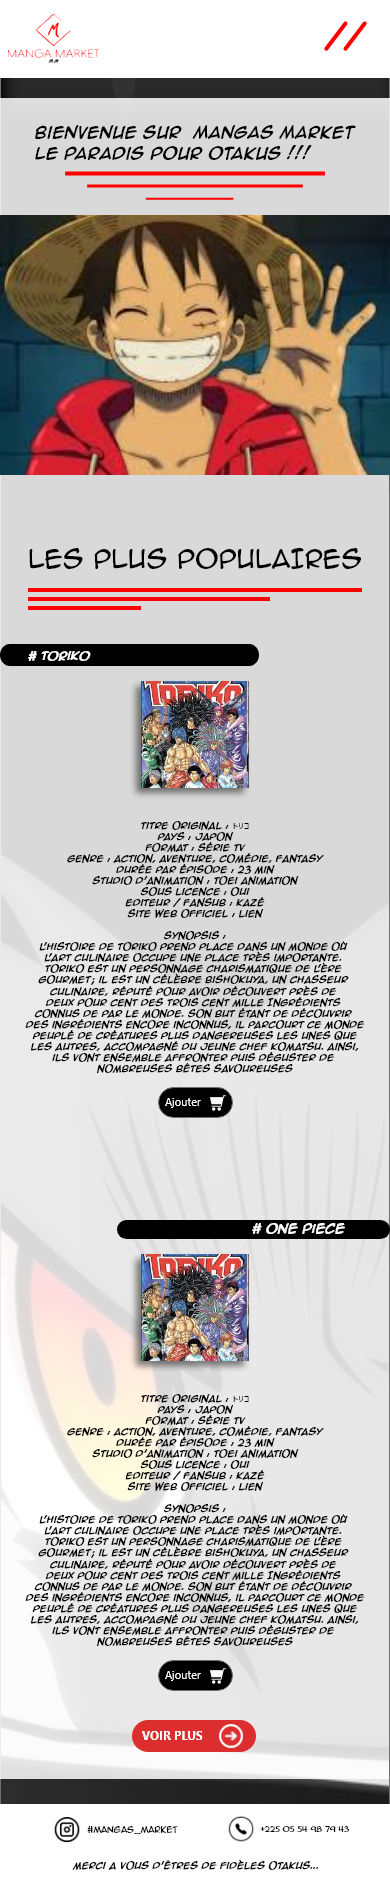 M
MANGA MARKET
BIENVENUE SUR MANGAS MARKET
LE PARADIS POUR OTAKUS !!!
LES PLUS POPULAIRES
# TORIKO
TORIKO
TITRE ORIGINAL : トリコ
PAYS : JAPON
FORMAT : SÉRIE TV
GENRE : ACTION, AVENTURE, COMÉDIE, FANTASY
DURÉE PAR ÉPISODE : 23 MIN
STUDIO D'ANIMATION : TOEI ANIMATION
SOUS LICENCE : OUI
EDITEUR / FANSUB : KAZÉ
SITE WEB OFFICIEL : LIEN
SYNOPSIS :
L'HISTOIRE DE TORIKO PREND PLACE DANS UN MONDE OÙ
L'ART CULINAIRE OCCUPE UNE PLACE TRÈS IMPORTANTE.
TORIKO EST UN PERSONNAGE CHARISMATIQUE DE L'ÈRE
GOURMET; IL EST UN CÉLÈBRE BISHOKUYA, UN CHASSEUR
CULINAIRE, RÉPUTÉ POUR AVOIR DÉCOUVERT PRÈS DE
DEUX POUR CENT DES TROIS CENT MILLE INGRÉDIENTS
CONNUS DE PAR LE MONDE. SON BUT ÉTANT DE DÉCOUVRIR
DES INGRÉDIENTS ENCORE INCONNUS, IL PARCOURT CE MONDE
PEUPLÉ DE CRÉATURES PLUS DANGEREUSES LES UNES QUE
LES AUTRES, ACCOMPAGNÉ DU JEUNE CHEF KOMATSU. AINSI,
ILS VONT ENSEMBLE AFFRONTER PUIS DÉGUSTER DE
NOMBREUSES BÊTES SAVOUREUSES
Ajouter
# ONE PIECE
TORIKO
TITRE ORIGINAL : トリコ
PAYS : JAPON
FORMAT : SÉRIE TV
GENRE : ACTION, AVENTURE, COMÉDIE, FANTASY
DURÉE PAR ÉPISODE : 23 MIN
STUDIO D'ANIMATION : TOEI ANIMATION
SOUS LICENCE : OUI
EDITEUR / FANSUB : KAZÉ
SITE WEB OFFICIEL : LIEN
SYNOPSIS :
L'HISTOIRE DE TORIKO PREND PLACE DANS UN MONDE OÙ
L'ART CULINAIRE OCCUPE UNE PLACE TRÈS IMPORTANTE.
TORIKO EST UN PERSONNAGE CHARISMATIQUE DE L'ÈRE
GOURMET; IL EST UN CÉLÈBRE BISHOKUYA, UN CHASSEUR
CULINAIRE, RÉPUTÉ POUR AVOIR DÉCOUVERT PRÈS DE
DEUX POUR CENT DES TROIS CENT MILLE INGRÉDIENTS
CONNUS DE PAR LE MONDE. SON BUT ÉTANT DE DÉCOUVRIR
DES INGRÉDIENTS ENCORE INCONNUS, IL PARCOURT CE MONDE
PEUPLÉ DE CRÉATURES PLUS DANGEREUSES LES UNES QUE
LES AUTRES, ACCOMPAGNÉ DU JEUNE CHEF KOMATSU. AINSI,
ILS VONT ENSEMBLE AFFRONTER PUIS DÉGUSTER DE
NOMBREUSES BÊTES SAVOUREUSES
Ajouter
VOIR PLUS
#MANGAS_MARKET
+225 05 54 98 79 43
MERCI A VOUS D'ÊTRES DE FIDÈLES OTAKUS...